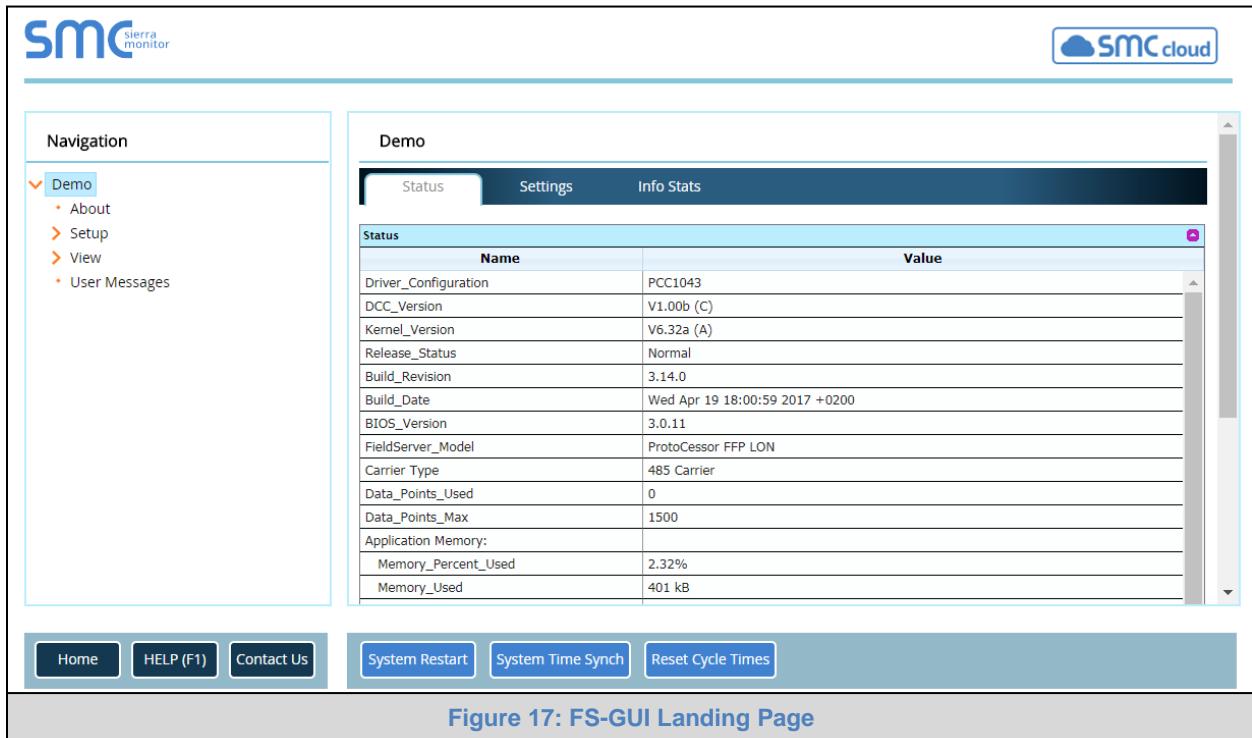 SMC sierra monitor
SMC cloud
Navigation
Demo
About
Setup
View
User Messages
Demo
Status Settings Info Stats
Status
Name Value
Driver_Configuration PCC1043
DCC_Version V1.00b (C)
Kernel_Version V6.32a (A)
Release_Status Normal
Build_Revision 3.14.0
Build_Date Wed Apr 19 18:00:59 2017 +0200
BIOS_Version 3.0.11
FieldServer_Model ProtoCessor FFP LON
Carrier Type 485 Carrier
Data_Points_Used 0
Data_Points_Max 1500
Application Memory:
Memory_Percent_Used 2.32%
Memory_Used 401 kB
Home HELP (F1) Contact Us
System Restart System Time Synch Reset Cycle Times
Figure 17: FS-GUI Landing Page